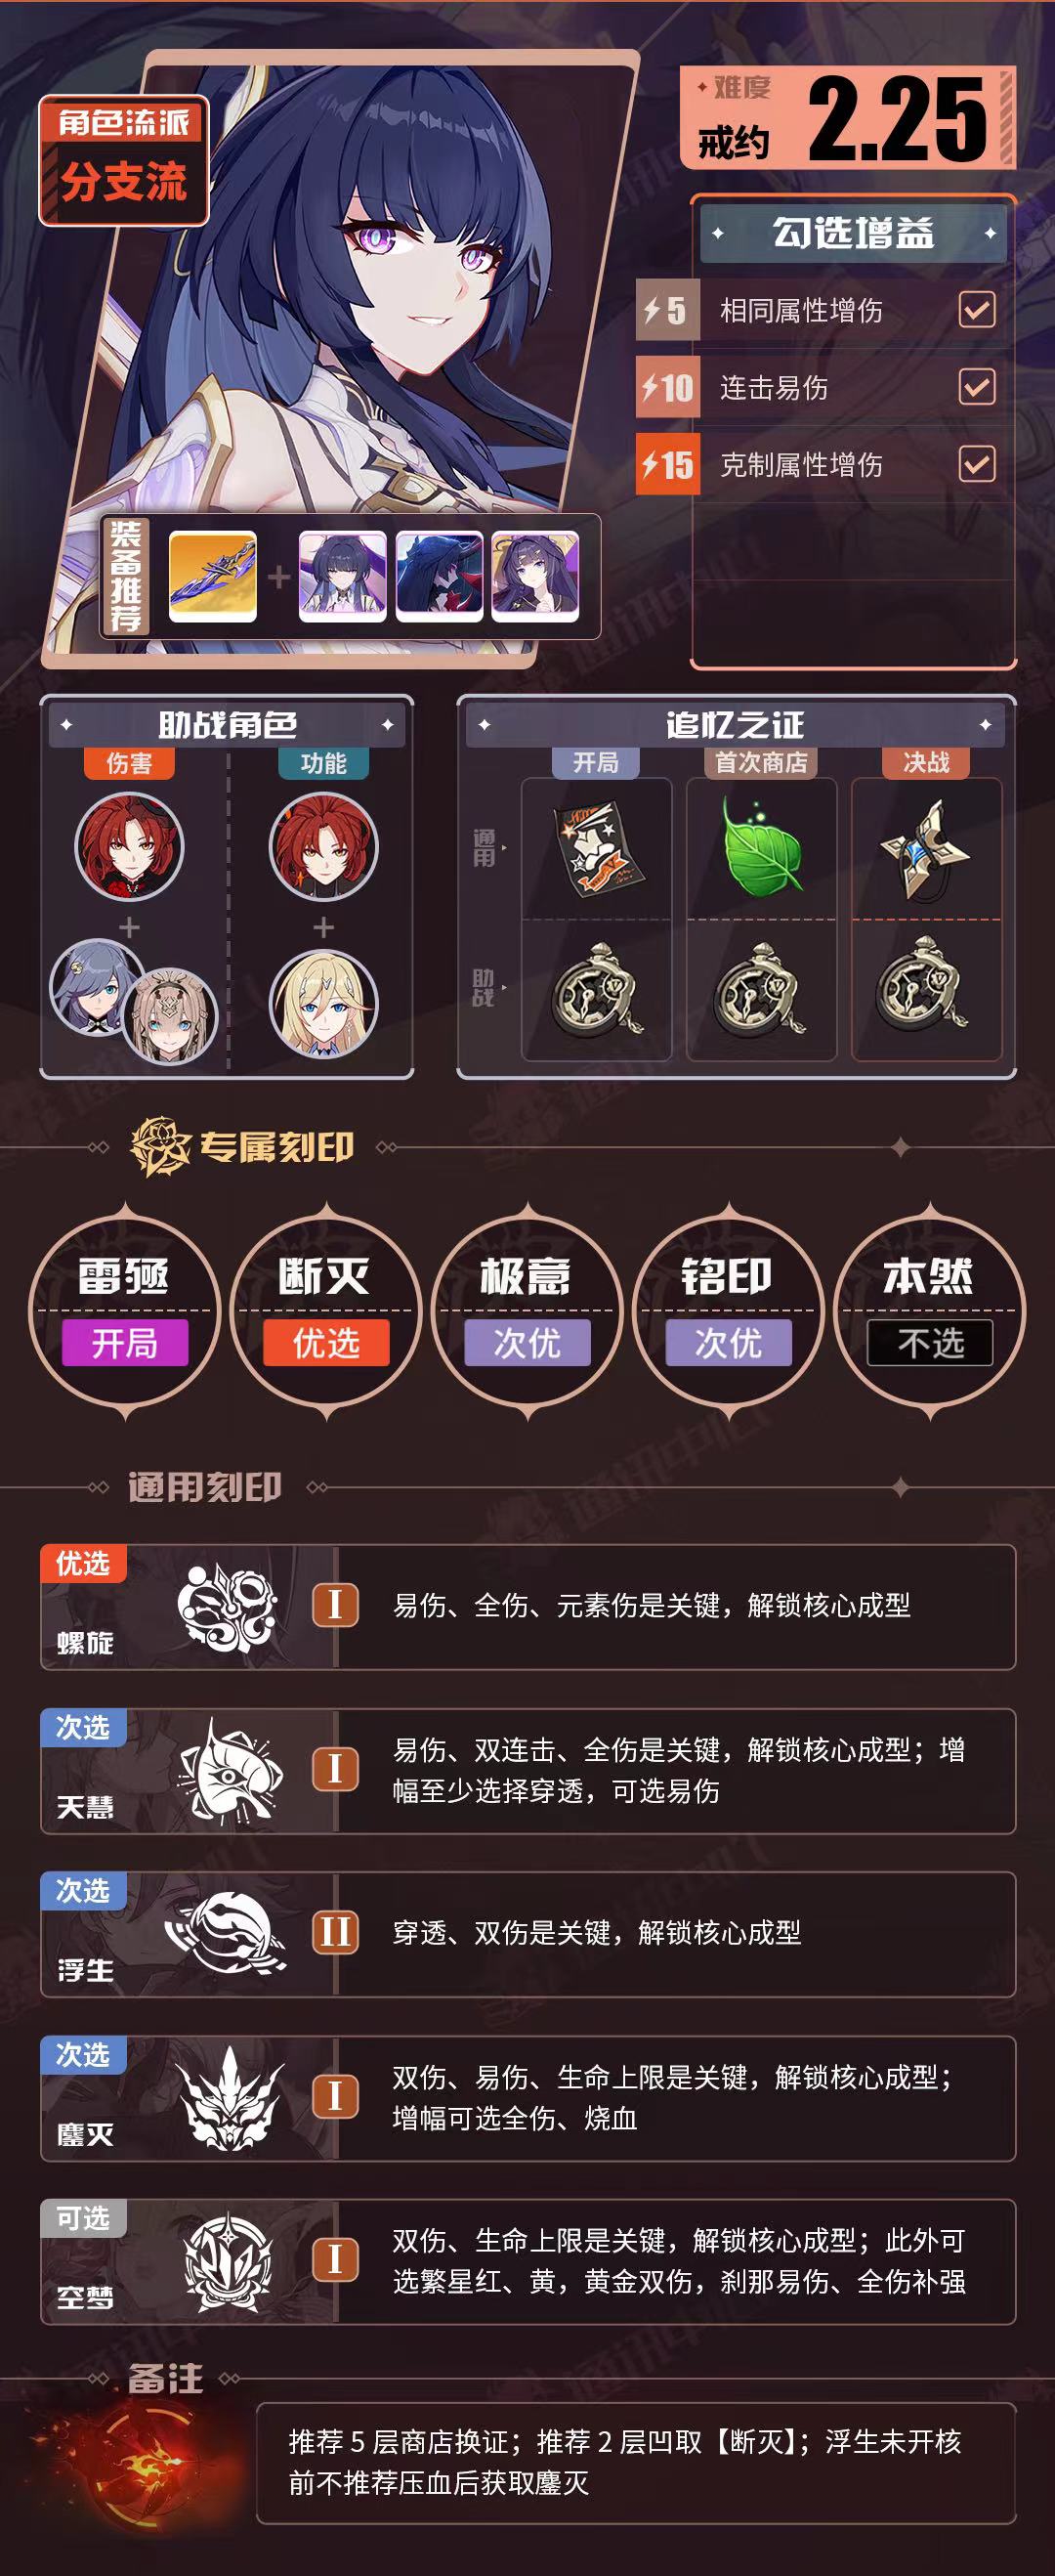 角色流派
分支流
难度
戒约
2.25
勾选增益
5 相同属性增伤
10 连击易伤
15 克制属性增伤
装备推荐
助战角色
伤害
功能
追忆之证
开局
首次商店
决战
通用
助战
专属刻印
雷殛
开局
断灭
优选
极意
次优
铭印
次优
本然
不选
通用刻印
优选
螺旋
I
易伤、全伤、元素伤是关键，解锁核心成型
次选
天慧
I
易伤、双连击、全伤是关键，解锁核心成型；增
幅至少选择穿透，可选易伤
次选
浮生
II
穿透、双伤是关键，解锁核心成型
次选
鏖灭
I
双伤、易伤、生命上限是关键，解锁核心成型；
增幅可选全伤、烧血
可选
空梦
I
双伤、生命上限是关键，解锁核心成型；此外可
选繁星红、黄，黄金双伤，刹那易伤、全伤补强
备注
推荐 5 层商店换证；推荐 2 层凹取【断灭】；浮生未开核
前不推荐压血后获取鏖灭